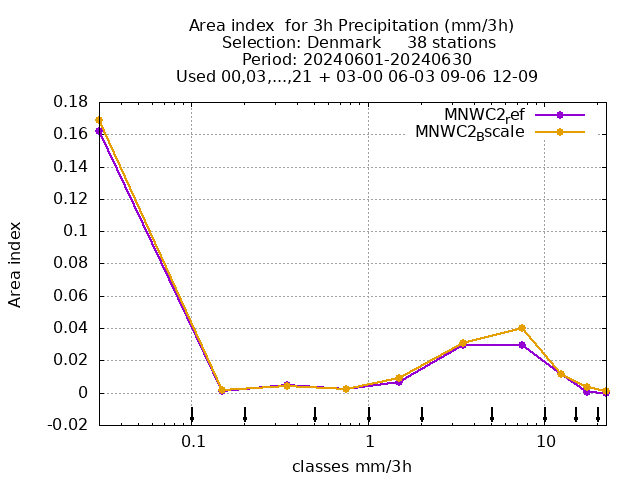 Area index  for 3h Precipitation (mm/3h)
Selection: Denmark     38 stations
Period: 20240601-20240630
Used 00,03,...,21 + 03-00 06-03 09-06 12-09
MNWC2ref
MNWC2Bscale
0.18
0.16
0.14
0.12
0.1
0.08
0.06
0.04
0.02
0
-0.02
Area index
0.1 1 10
classes mm/3h